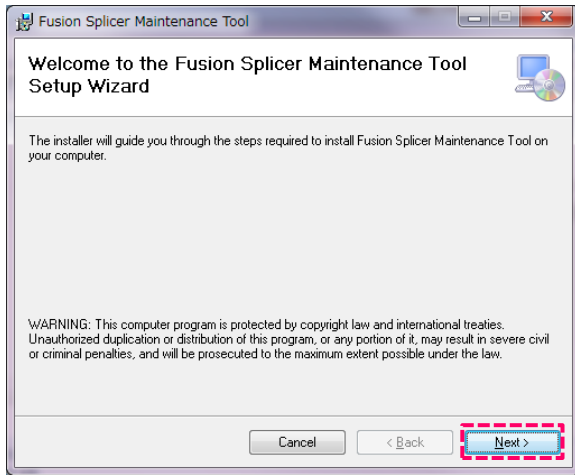 Fusion Splicer Maintenance Tool
Welcome to the Fusion Splicer Maintenance Tool
Setup Wizard
The installer will guide you through the steps required to install Fusion Splicer Maintenance Tool on
your computer.
WARNING: This computer program is protected by copyright law and international treaties.
Unauthorized duplication or distribution of this program, or any portion of it, may result in severe civil
or criminal penalties, and will be prosecuted to the maximum extent possible under the law.
Cancel
< Back
Next >